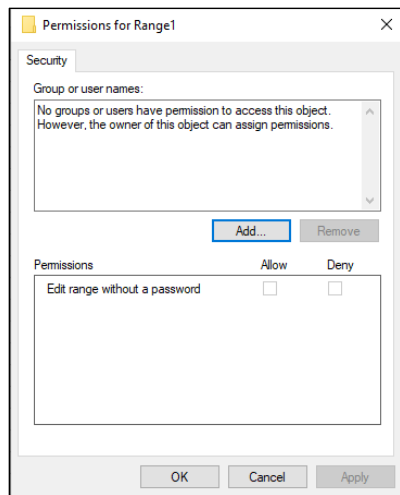 Permissions for Range1
Security
Group or user names:
No groups or users have permission to access this object.
However, the owner of this object can assign permissions.
Add...
Remove
Permissions Allow Deny
Edit range without a password
OK Cancel Apply